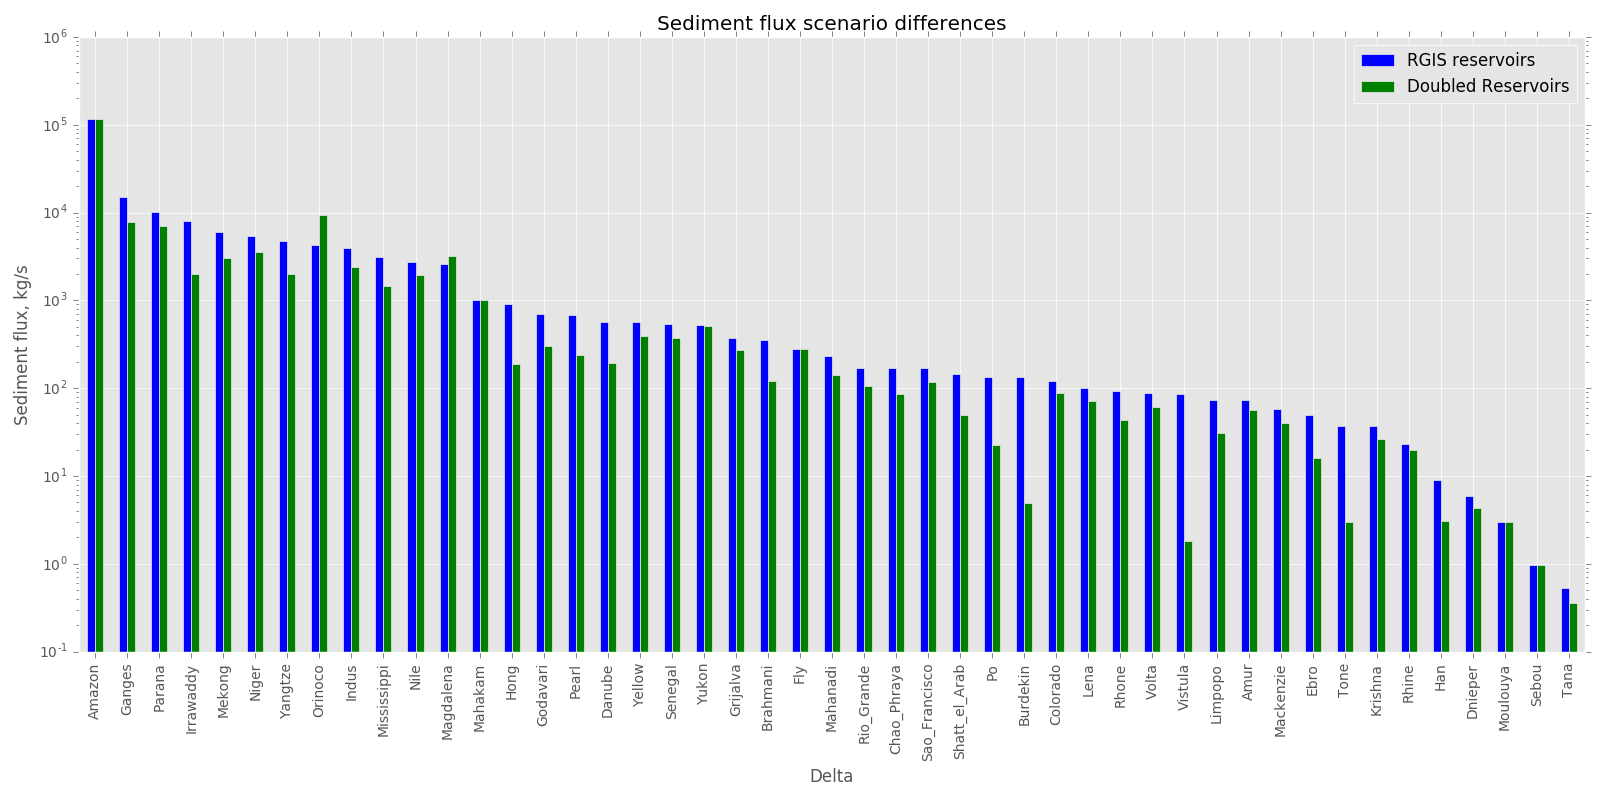 Sediment flux scenario differences
RGIS reservoirs
Doubled Reservoirs
Sediment flux, kg/s
10^6
10^5
10^4
10^3
10^2
10^1
10^0
10^-1
Amazon
Ganges
Parana
Irrawaddy
Mekong
Niger
Yangtze
Orinoco
Indus
Mississippi
Nile
Magdalena
Mahakam
Hong
Godavari
Pearl
Danube
Yellow
Senegal
Yukon
Grijalva
Brahmani
Fly
Mahanadi
Rio_Grande
Chao_Phraya
Sao_Francisco
Shatt_el_Arab
Po
Burdekin
Colorado
Lena
Rhone
Volta
Vistula
Limpopo
Amur
Mackenzie
Ebro
Tone
Krishna
Rhine
Han
Dnieper
Moulouya
Sebou
Tana
Delta